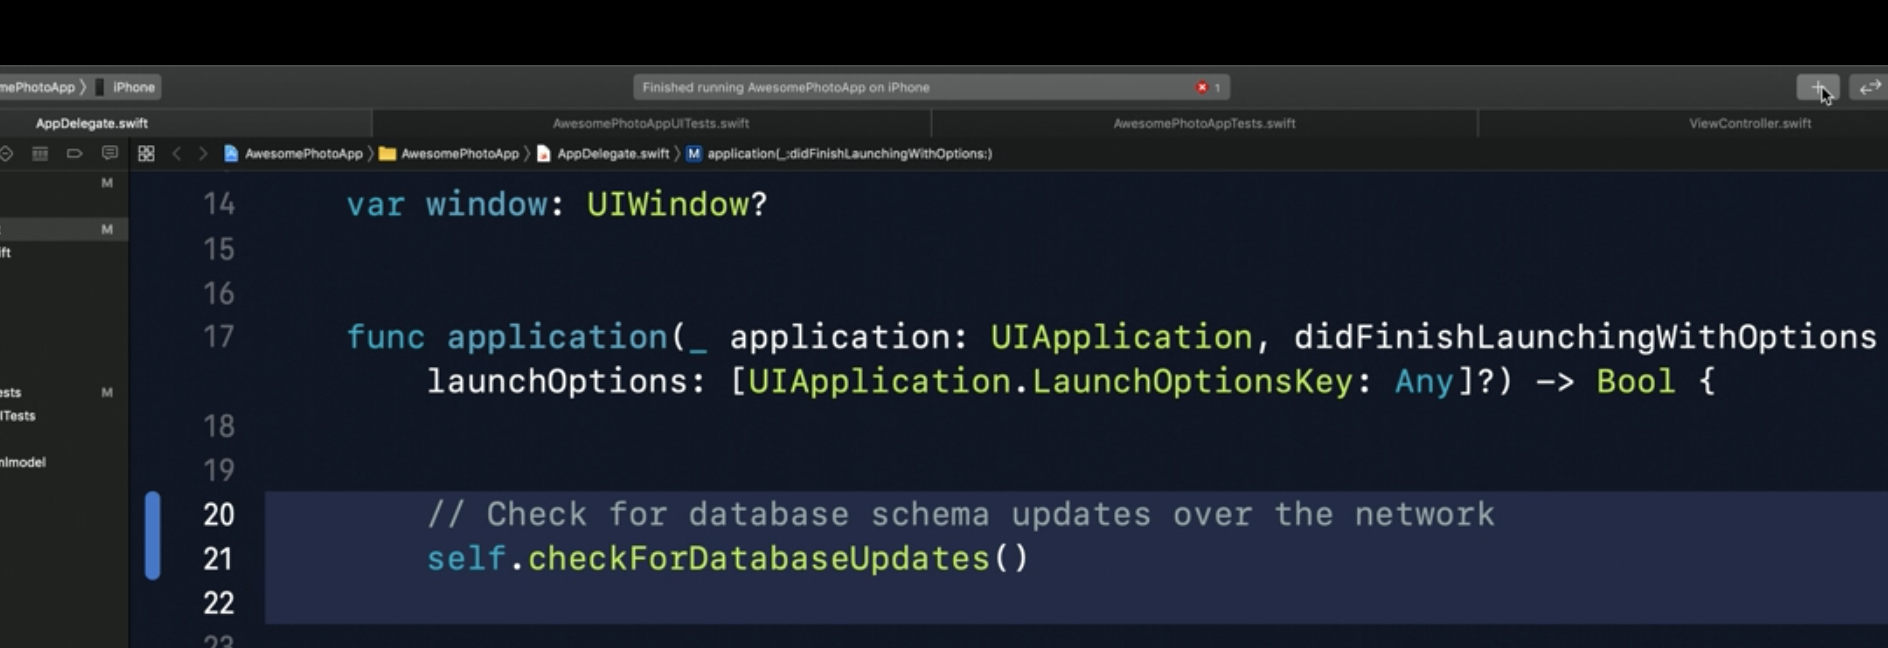 mePhotoApp 〉 iPhone
Finished running AwesomePhotoApp on iPhone 1
AppDelegate.swift AwesomePhotoAppUITests.swift AwesomePhotoAppTests.swift ViewController.swift
AwesomePhotoApp 〉 AwesomePhotoApp 〉 AppDelegate.swift 〉 M application(_:didFinishLaunchingWithOptions:)
M
M
ift
ests M
ITests
mlmodel
14 var window: UIWindow?
15
16
17 func application(_ application: UIApplication, didFinishLaunchingWithOptions
launchOptions: [UIApplication.LaunchOptionsKey: Any]?) -> Bool {
18
19
20 // Check for database schema updates over the network
21 self.checkForDatabaseUpdates()
22
23